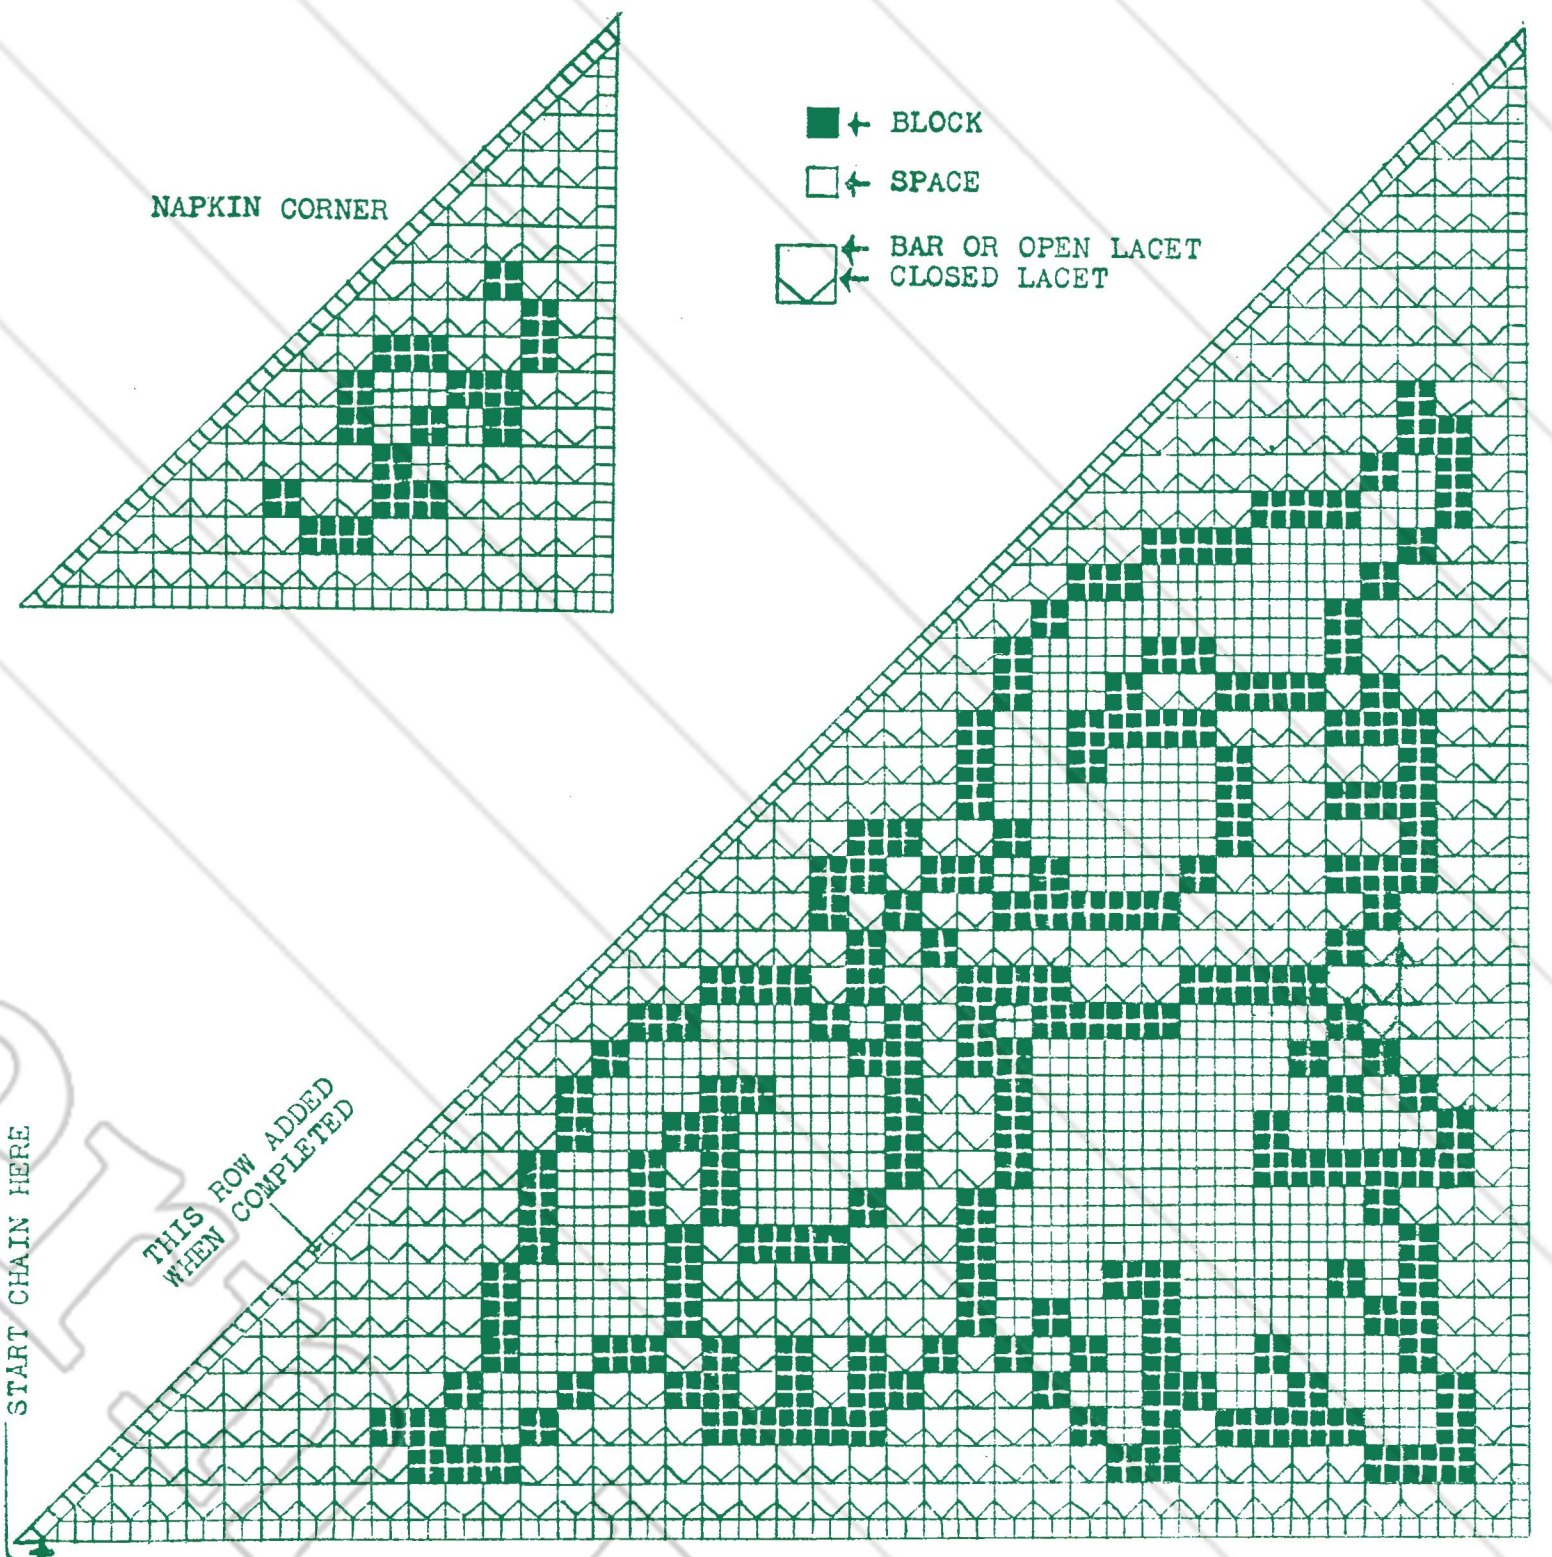 NAPKIN CORNER
BLOCK
SPACE
BAR OR OPEN LACET
CLOSED LACET
THIS ROW ADDED
WHEN COMPLETED
START CHAIN HERE